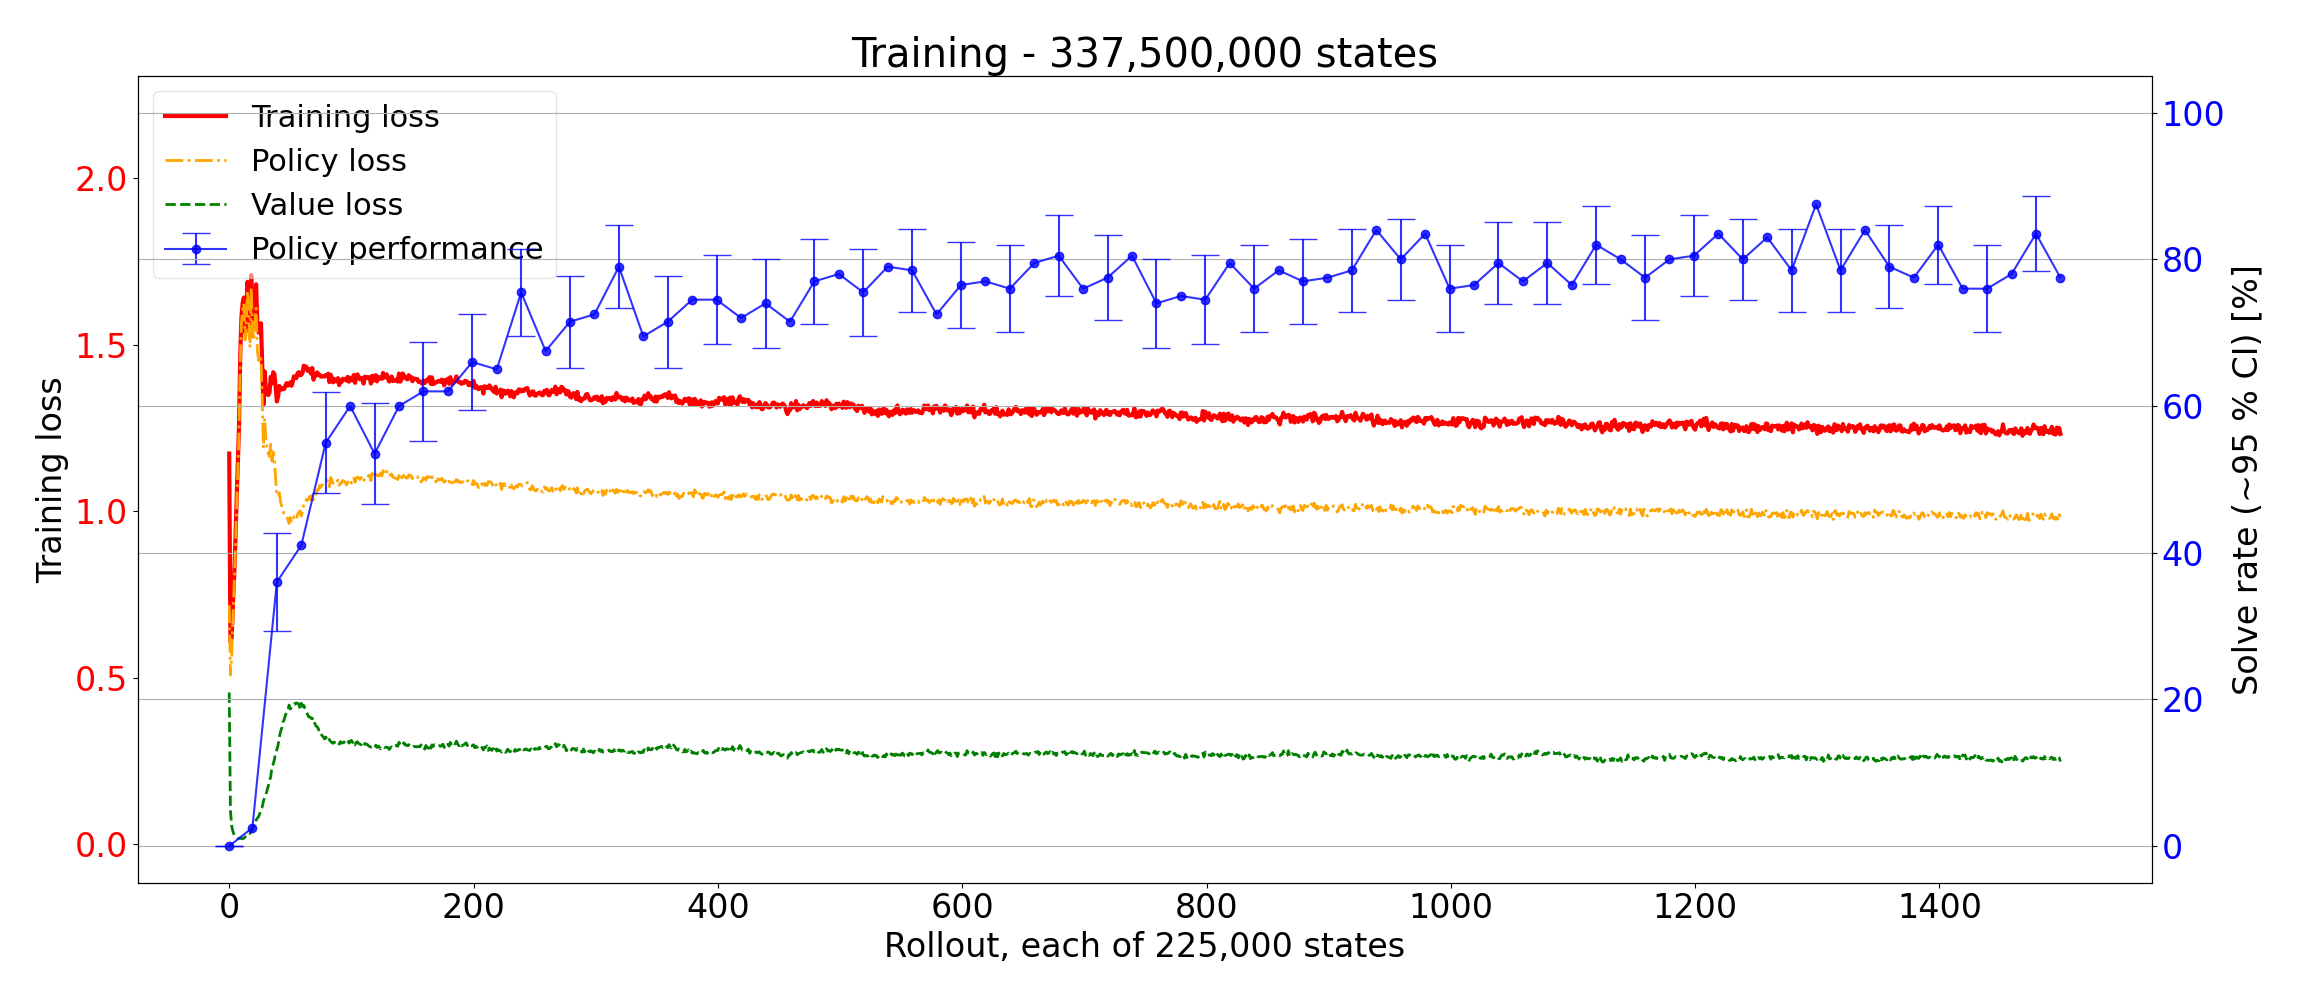 Training - 337,500,000 states
Training loss
Policy loss
Value loss
Policy performance
2.0
1.5
1.0
0.5
0.0
Training loss
100
80
60
40
20
0
Solve rate (~95 % CI) [%]
0 200 400 600 800 1000 1200 1400
Rollout, each of 225,000 states